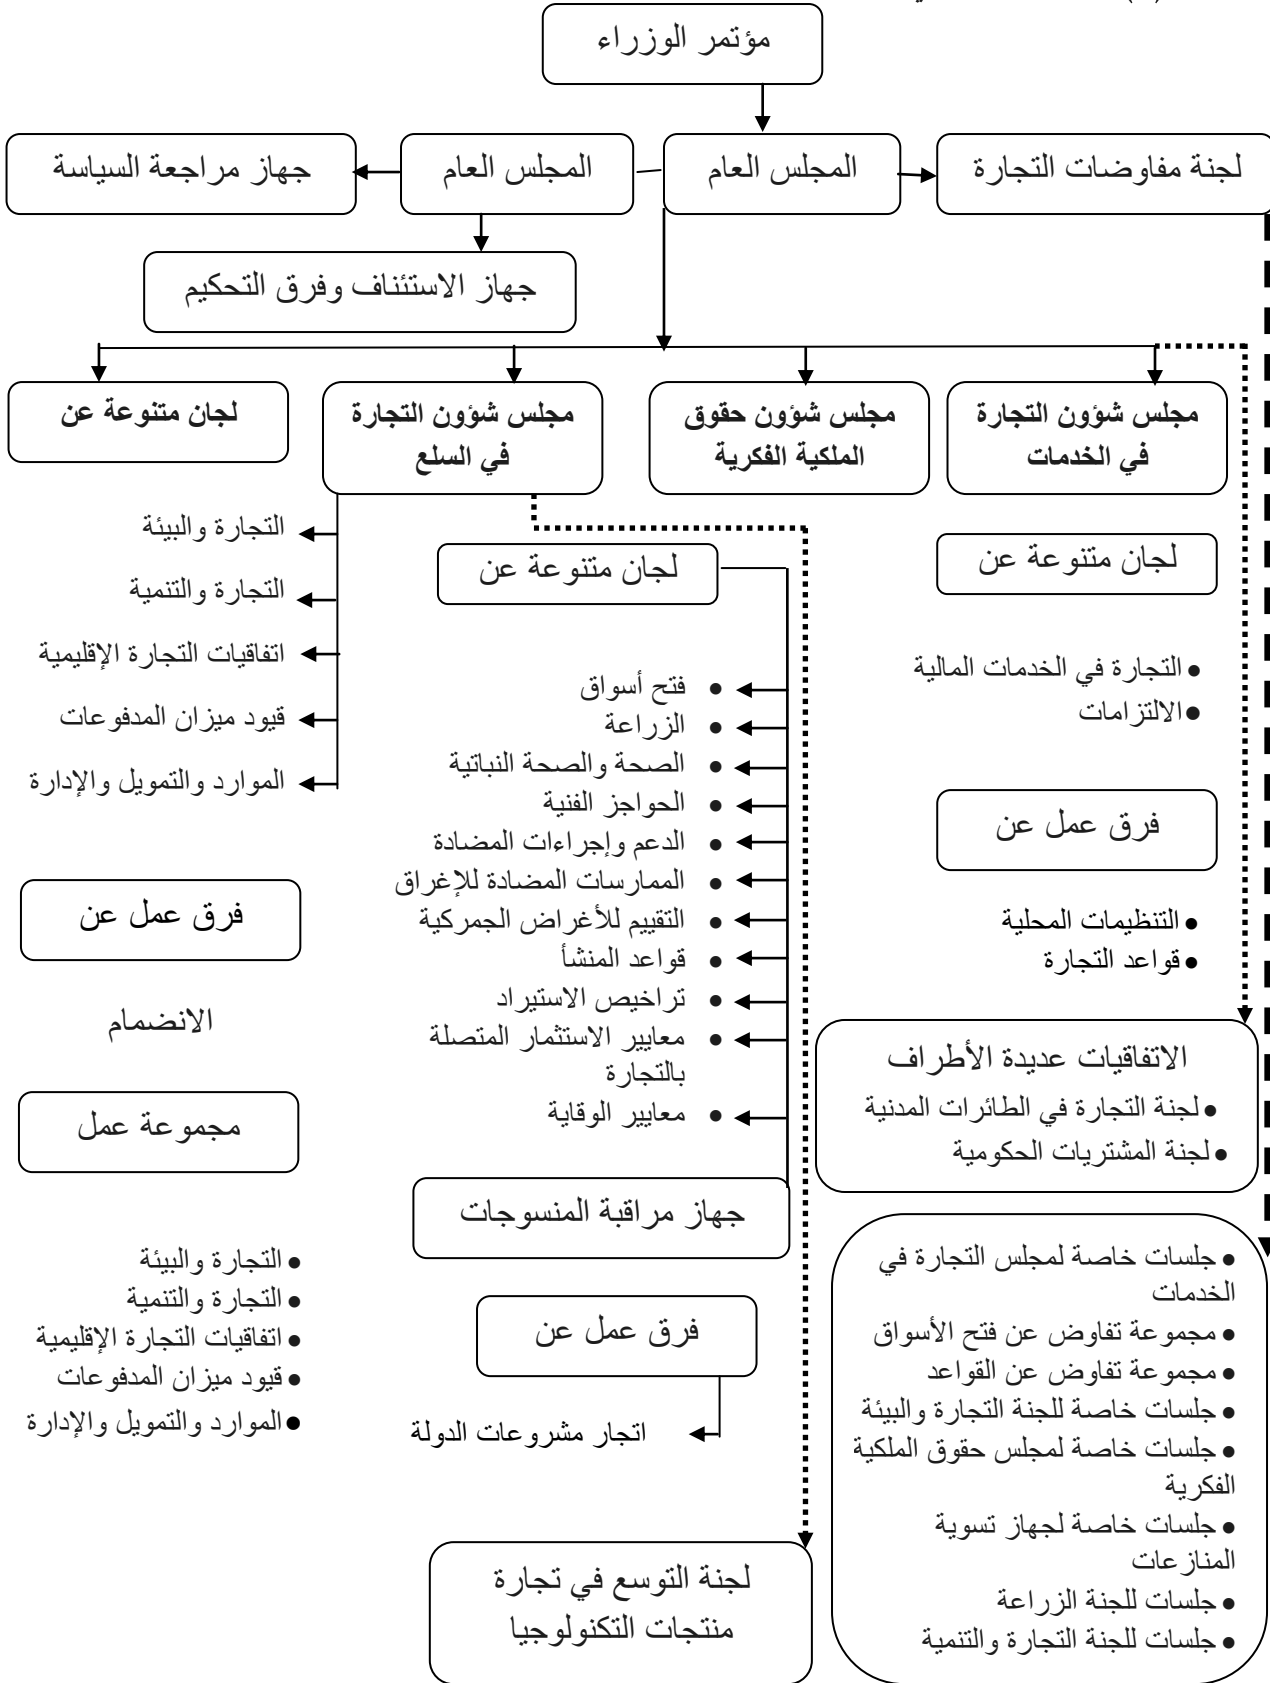 مؤتمر الوزراء
لجنة مفاوضات التجارة
المجلس العام
المجلس العام
جهاز مراجعة السياسة
جهاز الاستئناف وفرق التحكيم
مجلس شؤون التجارة
في الخدمات
مجلس شؤون حقوق
الملكية الفكرية
مجلس شؤون التجارة
في السلع
لجان متنوعة عن
لجان متنوعة عن
• التجارة في الخدمات المالية
• الالتزامات
فرق عمل عن
• التنظيمات المحلية
• قواعد التجارة
الاتفاقيات عديدة الأطراف
• لجنة التجارة في الطائرات المدنية
• لجنة المشتريات الحكومية
• جلسات خاصة لمجلس التجارة في
الخدمات
• مجموعة تفاوض عن فتح الأسواق
• مجموعة تفاوض عن القواعد
• جلسات خاصة للجنة التجارة والبيئة
• جلسات خاصة لمجلس حقوق الملكية
الفكرية
• جلسات خاصة لجهاز تسوية
المنازعات
• جلسات للجنة الزراعة
• جلسات للجنة التجارة والتنمية
لجان متنوعة عن
• فتح أسواق
• الزراعة
• الصحة والصحة النباتية
• الحواجز الفنية
• الدعم وإجراءات المضادة
• الممارسات المضادة للإغراق
• التقييم للأغراض الجمركية
• قواعد المنشأ
• تراخيص الاستيراد
• معايير الاستثمار المتصلة
بالتجارة
• معايير الوقاية
جهاز مراقبة المنسوجات
فرق عمل عن
اتجار مشروعات الدولة
لجنة التوسع في تجارة
منتجات التكنولوجيا
التجارة والبيئة
التجارة والتنمية
اتفاقيات التجارة الإقليمية
قيود ميزان المدفوعات
الموارد والتمويل والإدارة
فرق عمل عن
الانضمام
مجموعة عمل
• التجارة والبيئة
• التجارة والتنمية
• اتفاقيات التجارة الإقليمية
• قيود ميزان المدفوعات
• الموارد والتمويل والإدارة